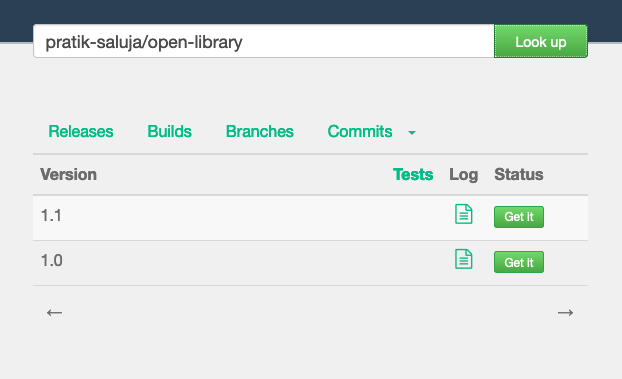 pratik-saluja/open-library Look up
Releases Builds Branches Commits
Version Tests Log Status
1.1 Get it
1.0 Get it
← →